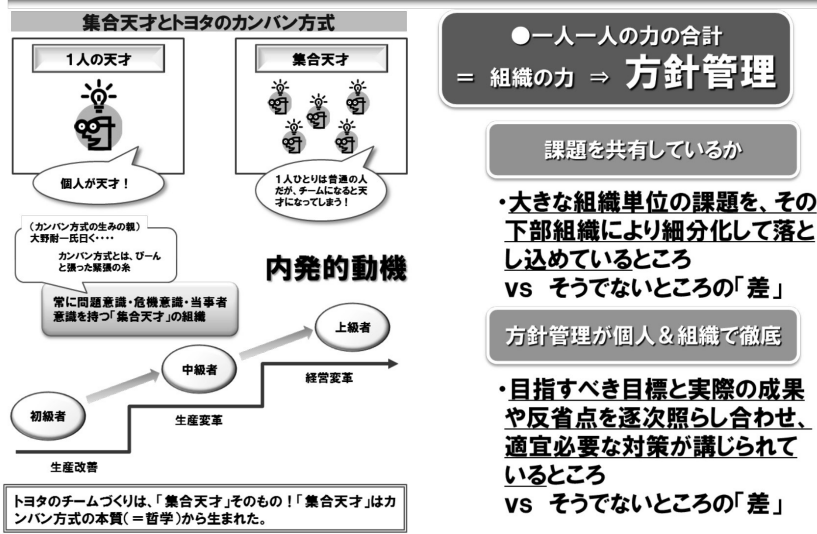 集合天才とトヨタのカンバン方式
1人の天才
集合天才
個人が天才！
1人ひとりは普通の人
だが、チームになると天
才になってしまう！
（カンバン方式の生みの親）
大野耐一氏曰く・・・・
カンバン方式とは、びーん
と張った緊張の糸
内発的動機
常に問題意識・危機意識・当事者
意識を持つ「集合天才」の組織
上級者
中級者
初級者
経営変革
生産変革
生産改善
トヨタのチームづくりは、「集合天才」そのもの！「集合天才」はカ
ンバン方式の本質（＝哲学）から生まれた。
●一人一人の力の合計
＝ 組織の力 ⇒ 方針管理
課題を共有しているか
・大きな組織単位の課題を、その
下部組織により細分化して落と
し込めているところ
vs そうでないところの「差」
方針管理が個人＆組織で徹底
・目指すべき目標と実際の成果
や反省点を逐次照らし合わせ、
適宜必要な対策が講じられて
いるところ
vs そうでないところの「差」